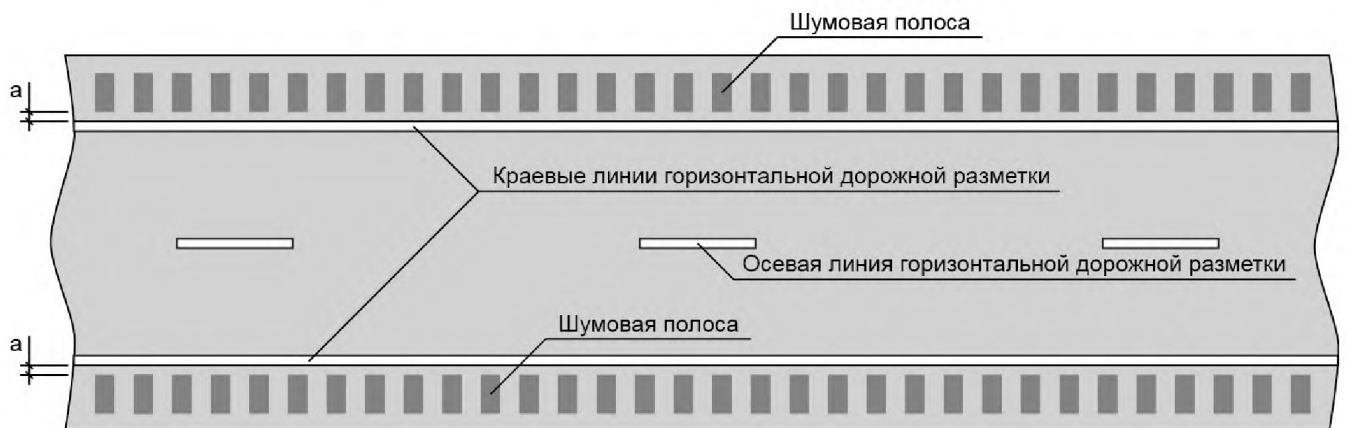 Шумовая полоса
а
Краевые линии горизонтальной дорожной разметки
Осевая линия горизонтальной дорожной разметки
Шумовая полоса
а